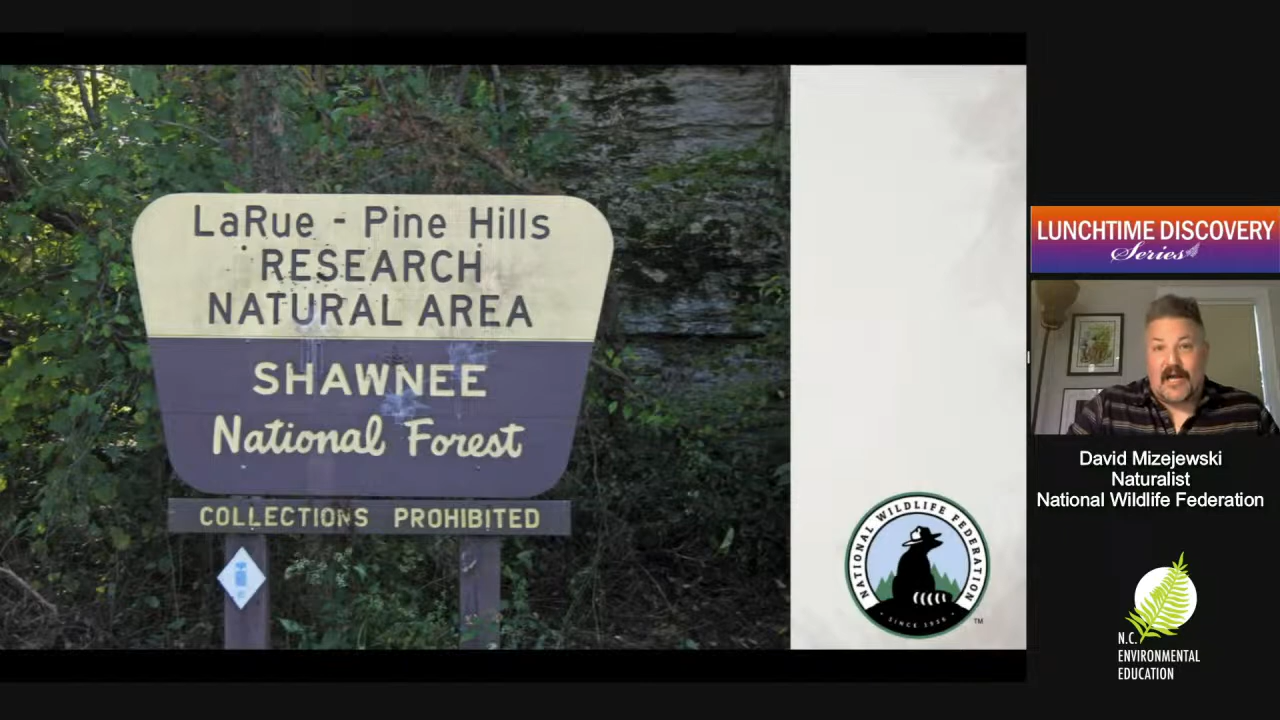 LaRue - Pine Hills
RESEARCH
NATURAL AREA
SHAWNEE
National Forest
COLLECTIONS PROHIBITED
NATIONAL WILDLIFE FEDERATION
SINCE 1936
TM
LUNCHTIME DISCOVERY
Series
David Mizejewski
Naturalist
National Wildlife Federation
N.C.
ENVIRONMENTAL
EDUCATION